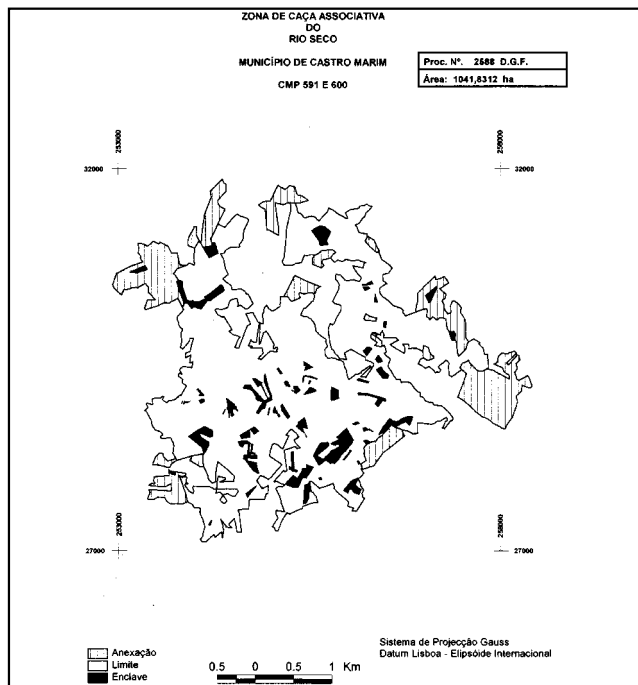 ZONA DE CAÇA ASSOCIATIVA
DO
RIO SECO
MUNICÍPIO DE CASTRO MARIM
CMP 591 E 600
Proc. Nº. 2588 D.G.F.
Área: 1041,8312 ha
253000
258000
32000
32000
27000
27000
253000
258000
Anexação
Limite
Enclave
0.5 0 0.5 1 Km
Sistema de Projecção Gauss
Datum Lisboa - Elipsóide Internacional